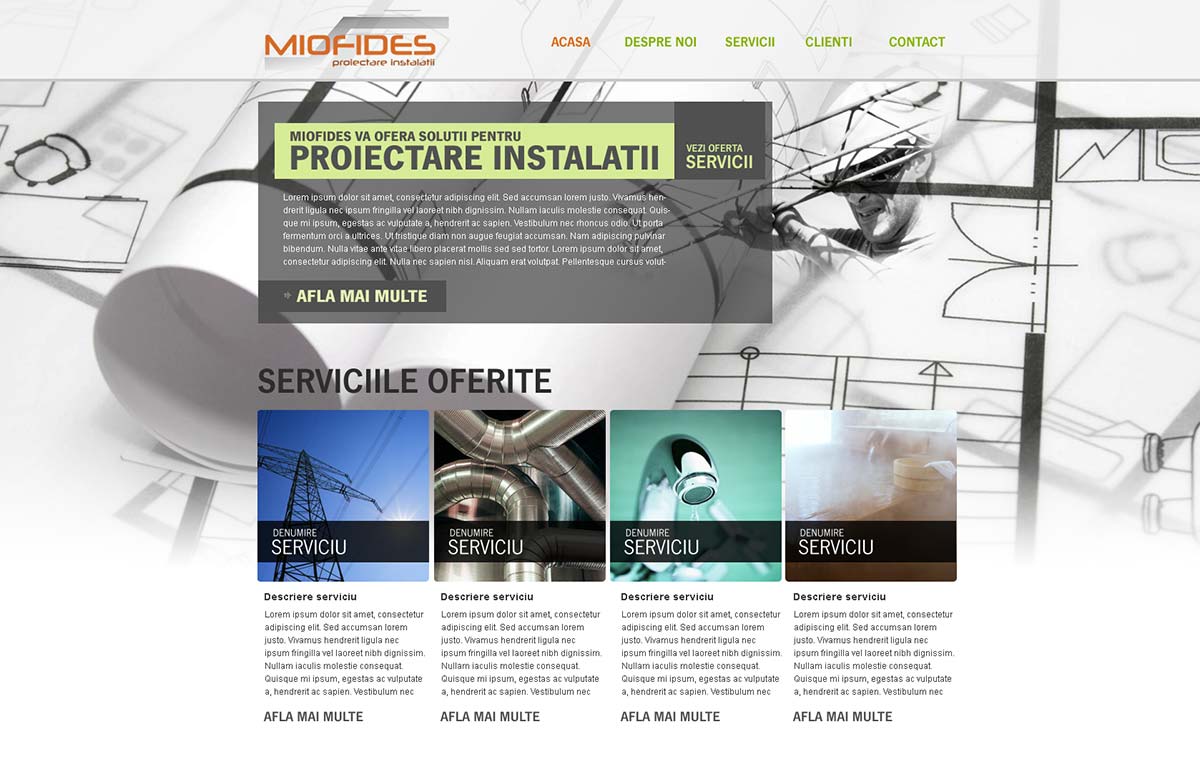 MIOFIDES
proiectare instalatii
ACASA
DESPRE NOI
SERVICII
CLIENTI
CONTACT
MIOFIDES VA OFERA SOLUTII PENTRU
PROIECTARE INSTALATII
VEZI OFERTA
SERVICII
Lorem ipsum dolor sit amet, consectetur adipiscing elit. Sed accumsan lorem justo. Vivamus hen-
drerit ligula nec ipsum fringilla vel laoreet nibh dignissim. Nullam iaculis molestie consequat. Quis-
que mi ipsum, egestas ac vulputate a, hendrerit ac sapien. Vestibulum nec rhoncus odio. Ut porta
fermentum orci a ultrices. Ut tristique diam non augue feugiat accumsan. Nam adipiscing pulvinar
bibendum. Nulla vitae ante vitae libero placerat mollis sed sed tortor. Lorem ipsum dolor sit amet,
consectetur adipiscing elit. Nulla nec sapien nisl. Aliquam erat volutpat. Pellentesque cursus volut-
AFLA MAI MULTE
SERVICIILE OFERITE
DENUMIRE
SERVICIU
Descriere serviciu
Lorem ipsum dolor sit amet, consectetur
adipiscing elit. Sed accumsan lorem
justo. Vivamus hendrerit ligula nec
ipsum fringilla vel laoreet nibh dignissim.
Nullam iaculis molestie consequat.
Quisque mi ipsum, egestas ac vulputate
a, hendrerit ac sapien. Vestibulum nec
AFLA MAI MULTE
DENUMIRE
SERVICIU
Descriere serviciu
Lorem ipsum dolor sit amet, consectetur
adipiscing elit. Sed accumsan lorem
justo. Vivamus hendrerit ligula nec
ipsum fringilla vel laoreet nibh dignissim.
Nullam iaculis molestie consequat.
Quisque mi ipsum, egestas ac vulputate
a, hendrerit ac sapien. Vestibulum nec
AFLA MAI MULTE
DENUMIRE
SERVICIU
Descriere serviciu
Lorem ipsum dolor sit amet, consectetur
adipiscing elit. Sed accumsan lorem
justo. Vivamus hendrerit ligula nec
ipsum fringilla vel laoreet nibh dignissim.
Nullam iaculis molestie consequat.
Quisque mi ipsum, egestas ac vulputate
a, hendrerit ac sapien. Vestibulum nec
AFLA MAI MULTE
DENUMIRE
SERVICIU
Descriere serviciu
Lorem ipsum dolor sit amet, consectetur
adipiscing elit. Sed accumsan lorem
justo. Vivamus hendrerit ligula nec
ipsum fringilla vel laoreet nibh dignissim.
Nullam iaculis molestie consequat.
Quisque mi ipsum, egestas ac vulputate
a, hendrerit ac sapien. Vestibulum nec
AFLA MAI MULTE